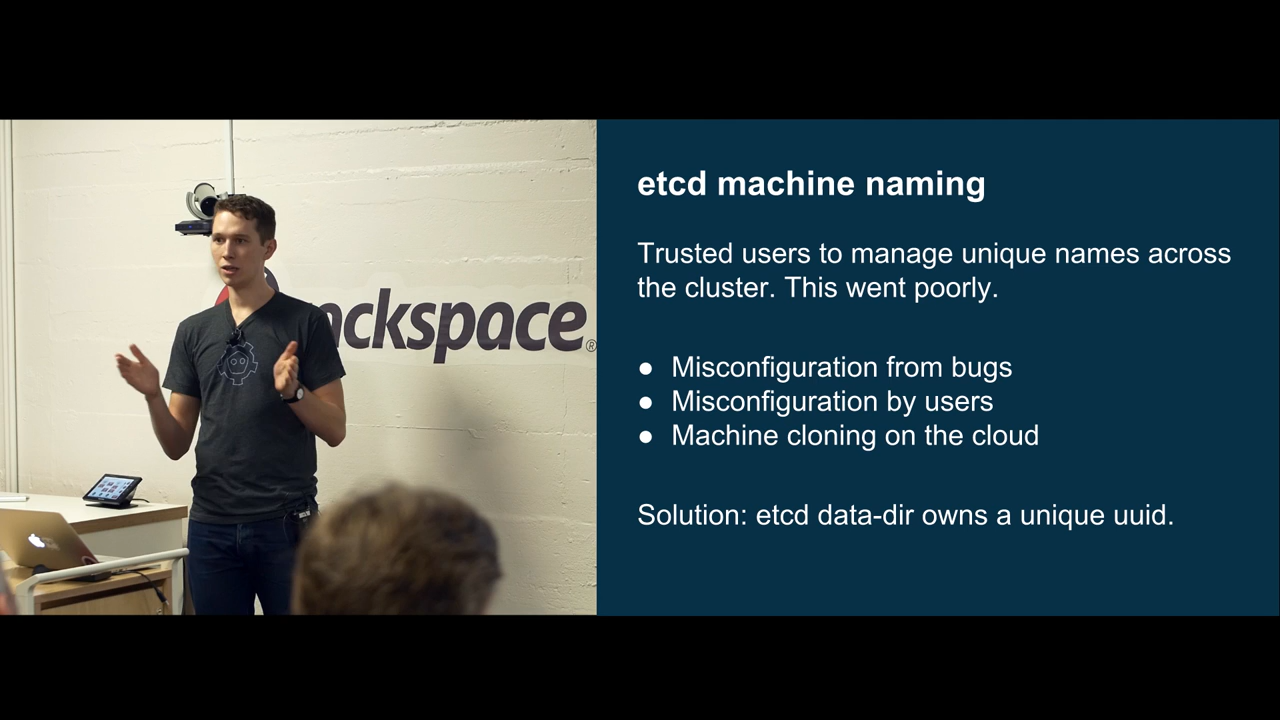 ackspace®
etcd machine naming
Trusted users to manage unique names across
the cluster. This went poorly.
● Misconfiguration from bugs
● Misconfiguration by users
● Machine cloning on the cloud
Solution: etcd data-dir owns a unique uuid.